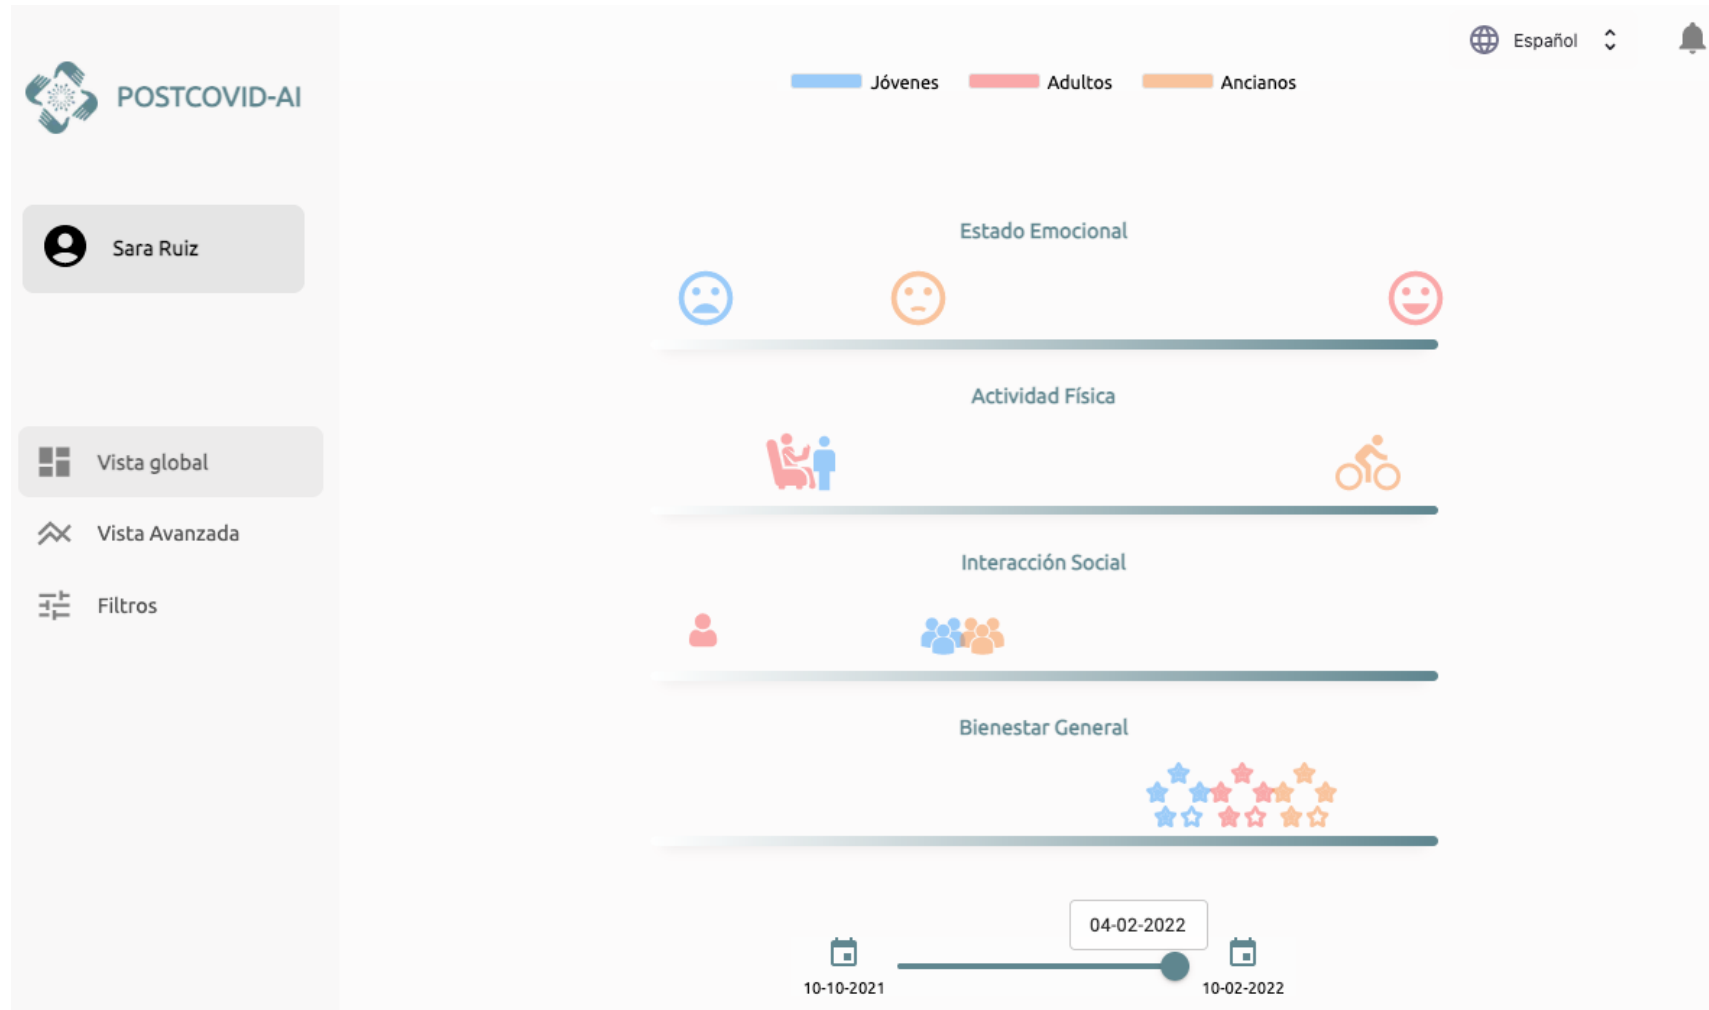 Español
Jóvenes
Adultos
Ancianos
POSTCOVID-AI
Sara Ruiz
Vista global
Vista Avanzada
Filtros
Estado Emocional
Actividad Física
Interacción Social
Bienestar General
04-02-2022
10-10-2021
10-02-2022